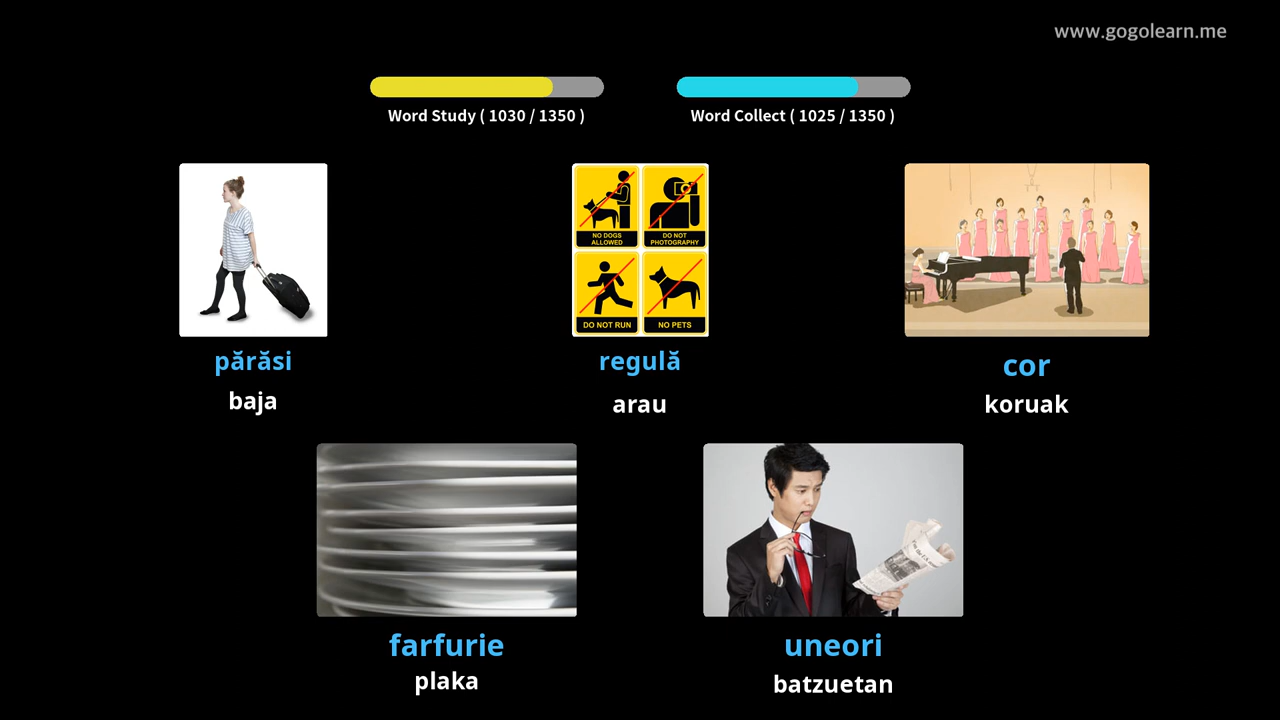 www.gogolearn.me
Word Study ( 1030 / 1350 )
Word Collect ( 1025 / 1350 )
NO DOGS
ALLOWED
DO NOT
PHOTOGRAPHY
DO NOT RUN
NO PETS
părăsi
regulă
cor
baja
arau
koruak
farfurie
uneori
plaka
batzuetan